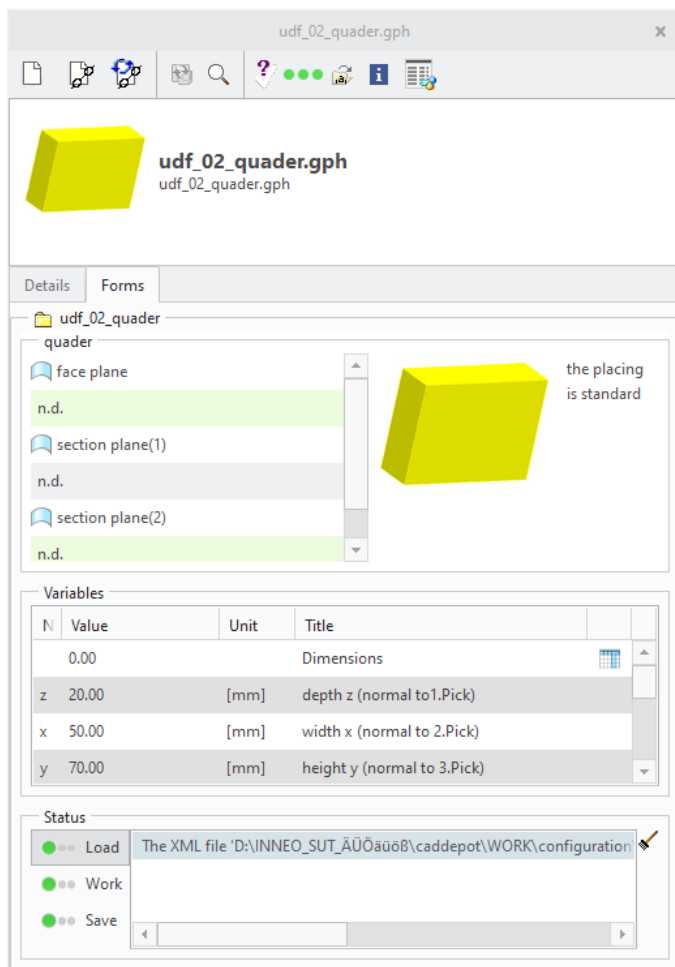 udf_02_quader.gph
udf_02_quader.gph
udf_02_quader.gph
Details Forms
udf_02_quader
quader
face plane
n.d.
section plane(1)
n.d.
section plane(2)
n.d.
the placing
is standard
Variables
N Value Unit Title
0.00 Dimensions
z 20.00 [mm] depth z (normal to1.Pick)
x 50.00 [mm] width x (normal to 2.Pick)
y 70.00 [mm] height y (normal to 3.Pick)
Status
Load The XML file 'D:\INNEO_SUT_ÄÜÖäüöß\caddepot\WORK\configuration
Work
Save